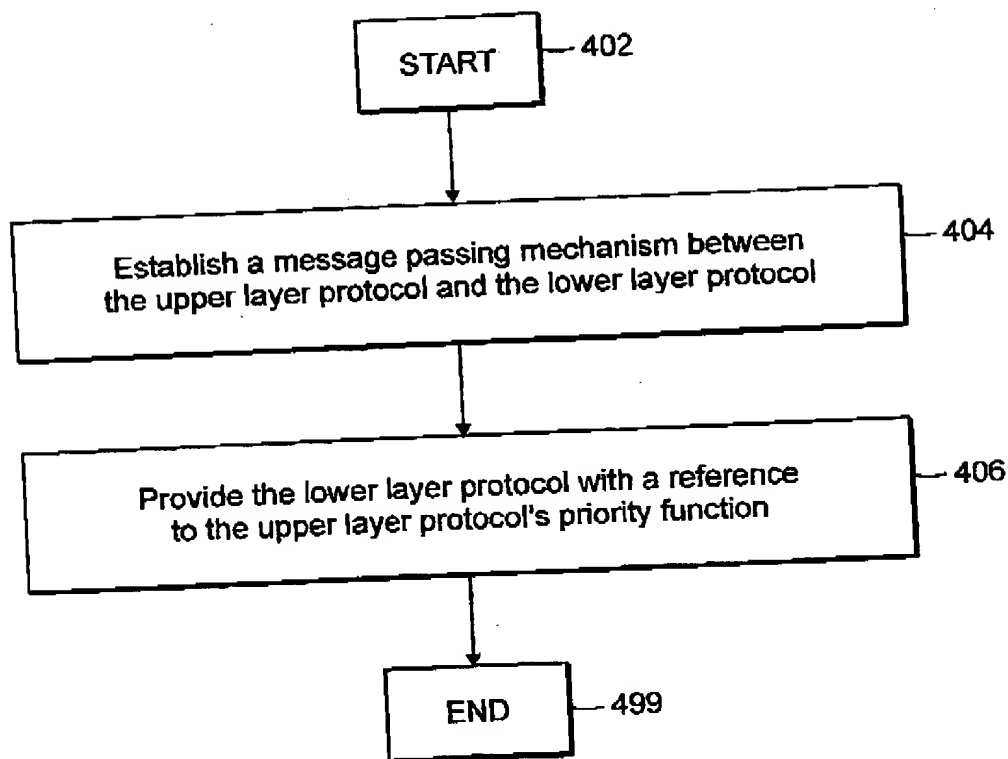 START
402
Establish a message passing mechanism between
the upper layer protocol and the lower layer protocol
404
Provide the lower layer protocol with a reference
to the upper layer protocol's priority function
406
END
499